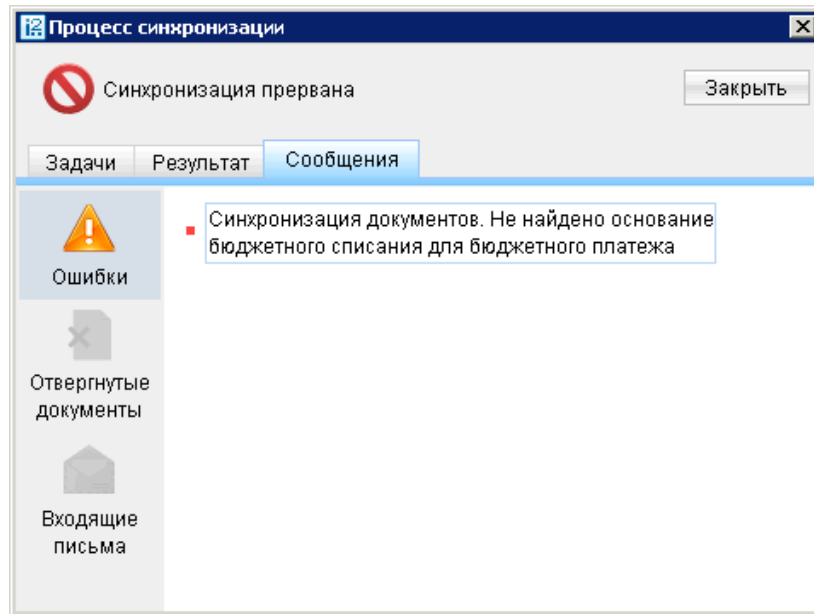 Процесс синхронизации
Синхронизация прервана
Закрыть
Задачи Результат Сообщения
Ошибки
Синхронизация документов. Не найдено основание
бюджетного списания для бюджетного платежа
Отвергнутые
документы
Входящие
письма